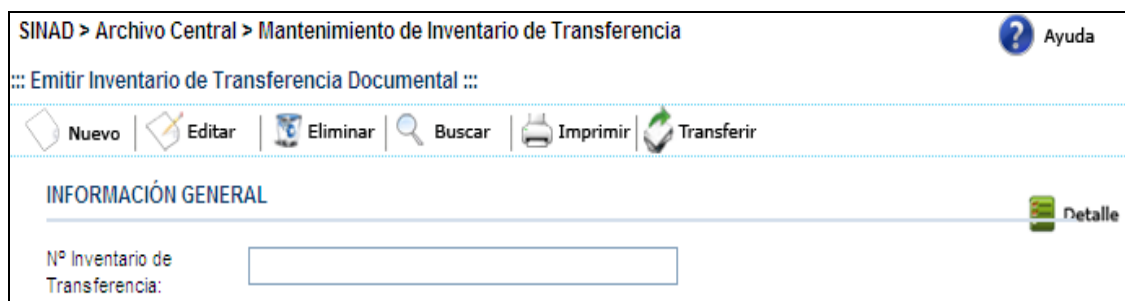 SINAD > Archivo Central > Mantenimiento de Inventario de Transferencia
Ayuda
::: Emitir Inventario de Transferencia Documental :::
Nuevo Editar Eliminar Buscar Imprimir Transferir
INFORMACIÓN GENERAL
Detalle
Nº Inventario de
Transferencia: